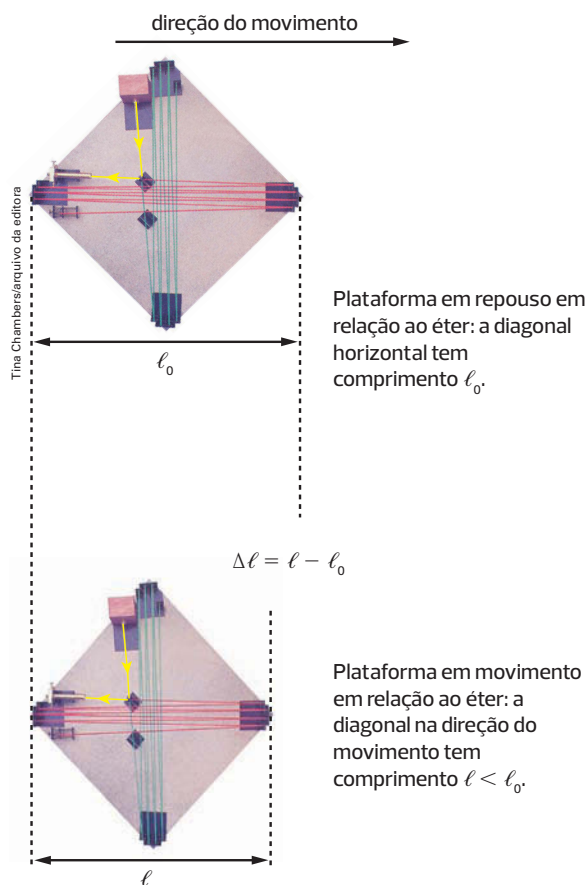 direção do movimento
Tina Chambers/arquivo da editora
Plataforma em repouso em
relação ao éter: a diagonal
horizontal tem
comprimento ℓ₀.
ℓ₀
Δℓ = ℓ − ℓ₀
Plataforma em movimento
em relação ao éter: a
diagonal na direção do
movimento tem
comprimento ℓ < ℓ₀.
ℓ